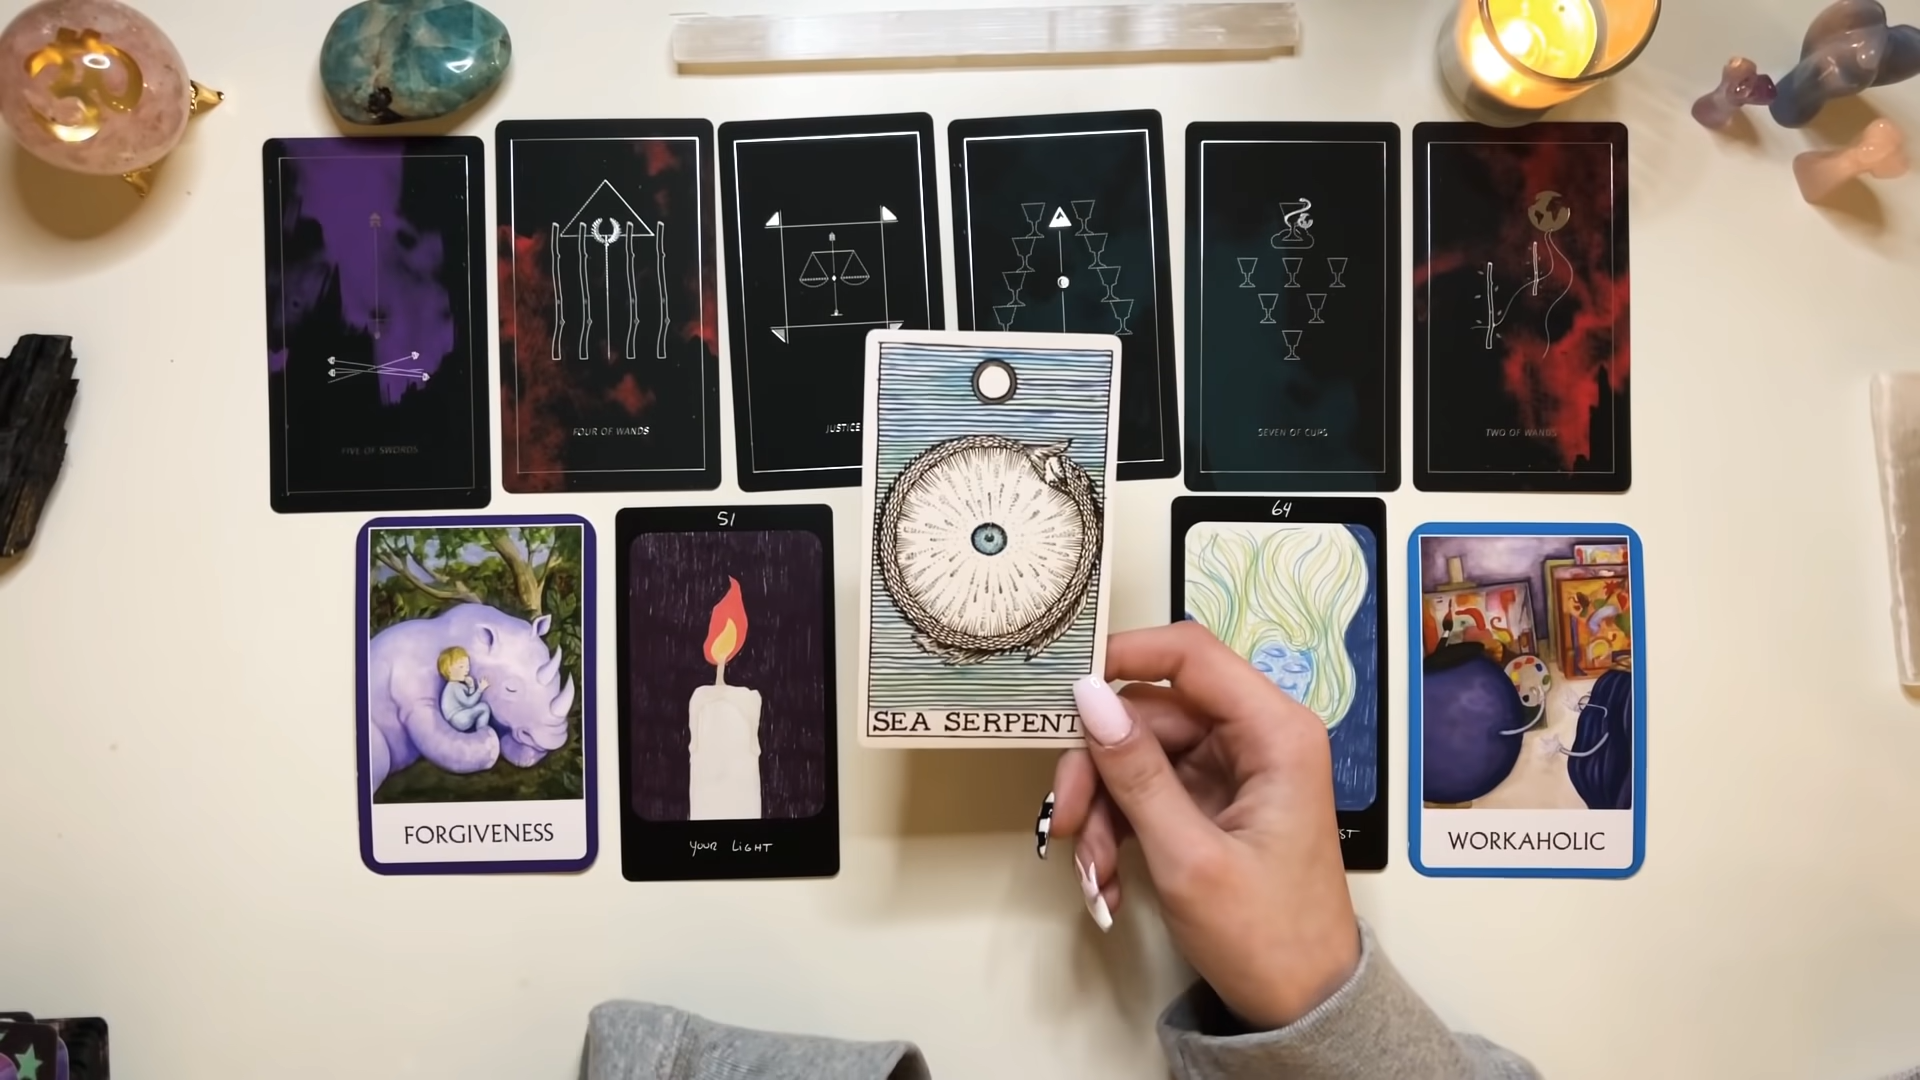 FIVE OF SWORDS
FOUR OF WANDS
JUSTICE
SEVEN OF CUPS
TWO OF WANDS
FORGIVENESS
51
YOUR LIGHT
SEA SERPENT
64
ST
WORKAHOLIC